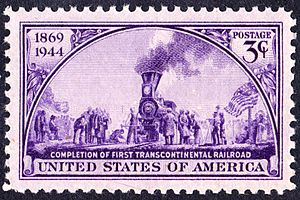 1869
1944
POSTAGE
3¢
COMPLETION OF FIRST TRANSCONTINENTAL RAILROAD
UNITED STATES OF AMERICA